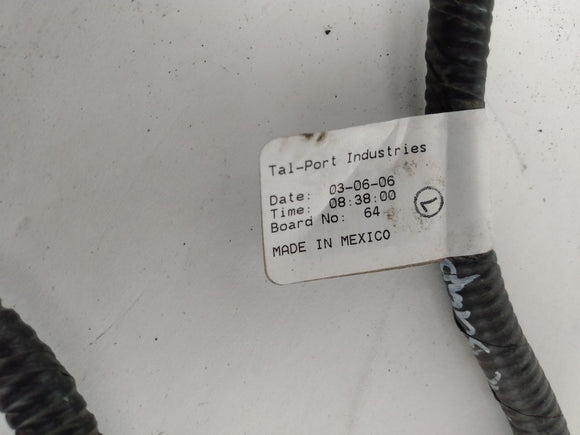 Tal-Port Industries
Date: 03-06-06
Time: 08:38:00
Board No: 64
L
MADE IN MEXICO